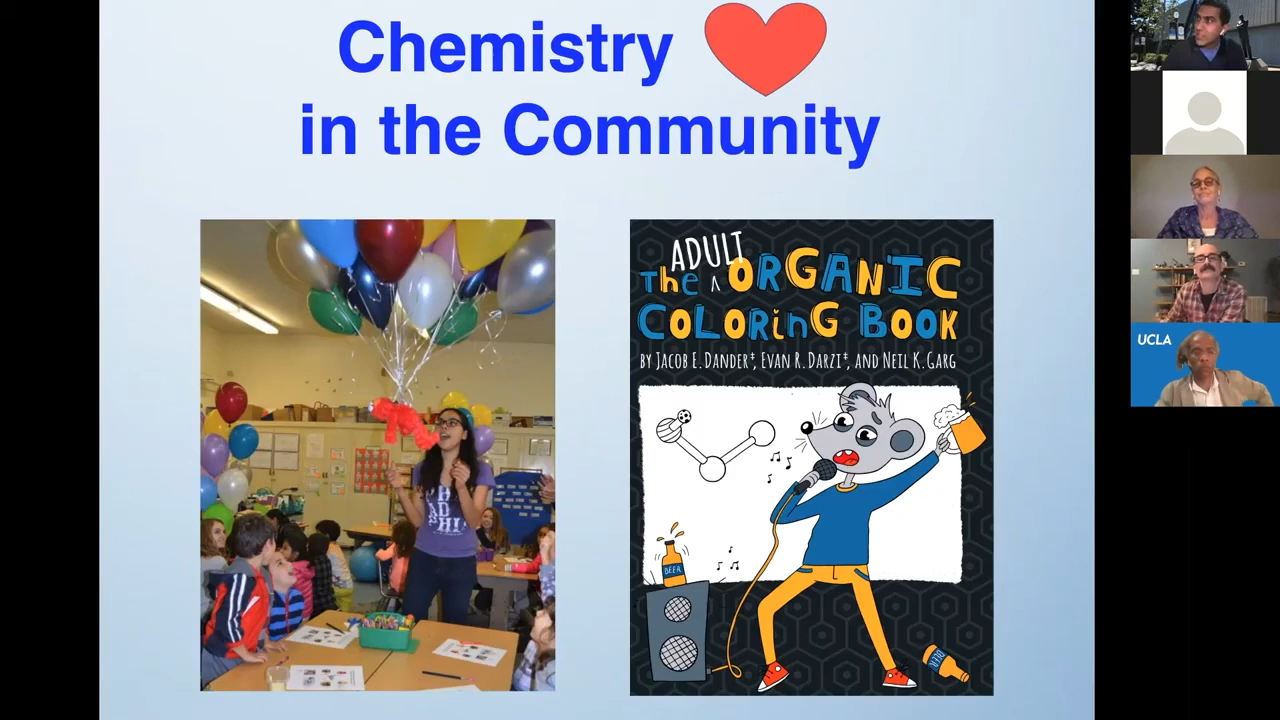 Chemistry
in the Community
ADULT
The ^ ORGANIC
COLORING BOOK
BY JACOB E. DANDER‡, EVAN R. DARZI‡, AND NEIL K. GARG
BEER
BEER
UCLA